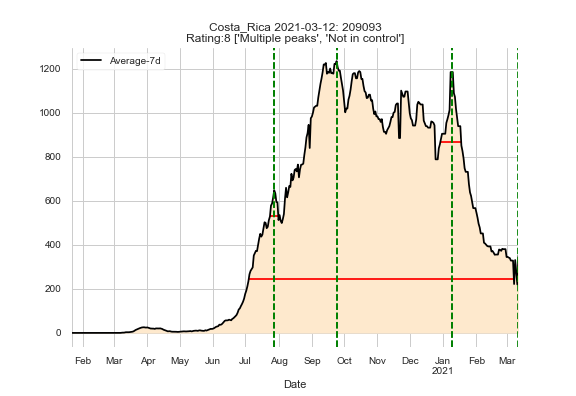 Costa_Rica 2021-03-12: 209093
Rating:8 ['Multiple peaks', 'Not in control']
Average-7d
1200
1000
800
600
400
200
0
Feb Mar Apr May Jun Jul Aug Sep Oct Nov Dec Jan Feb Mar
2021
Date